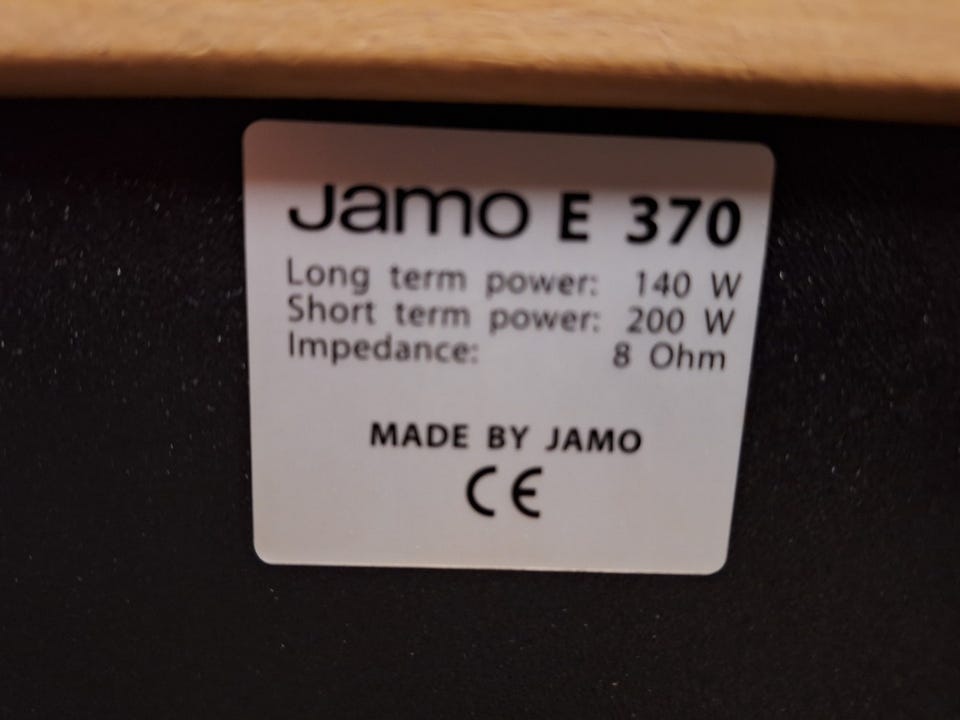 Jamo E 370
Long term power: 140 W
Short term power: 200 W
Impedance: 8 Ohm
MADE BY JAMO
CE